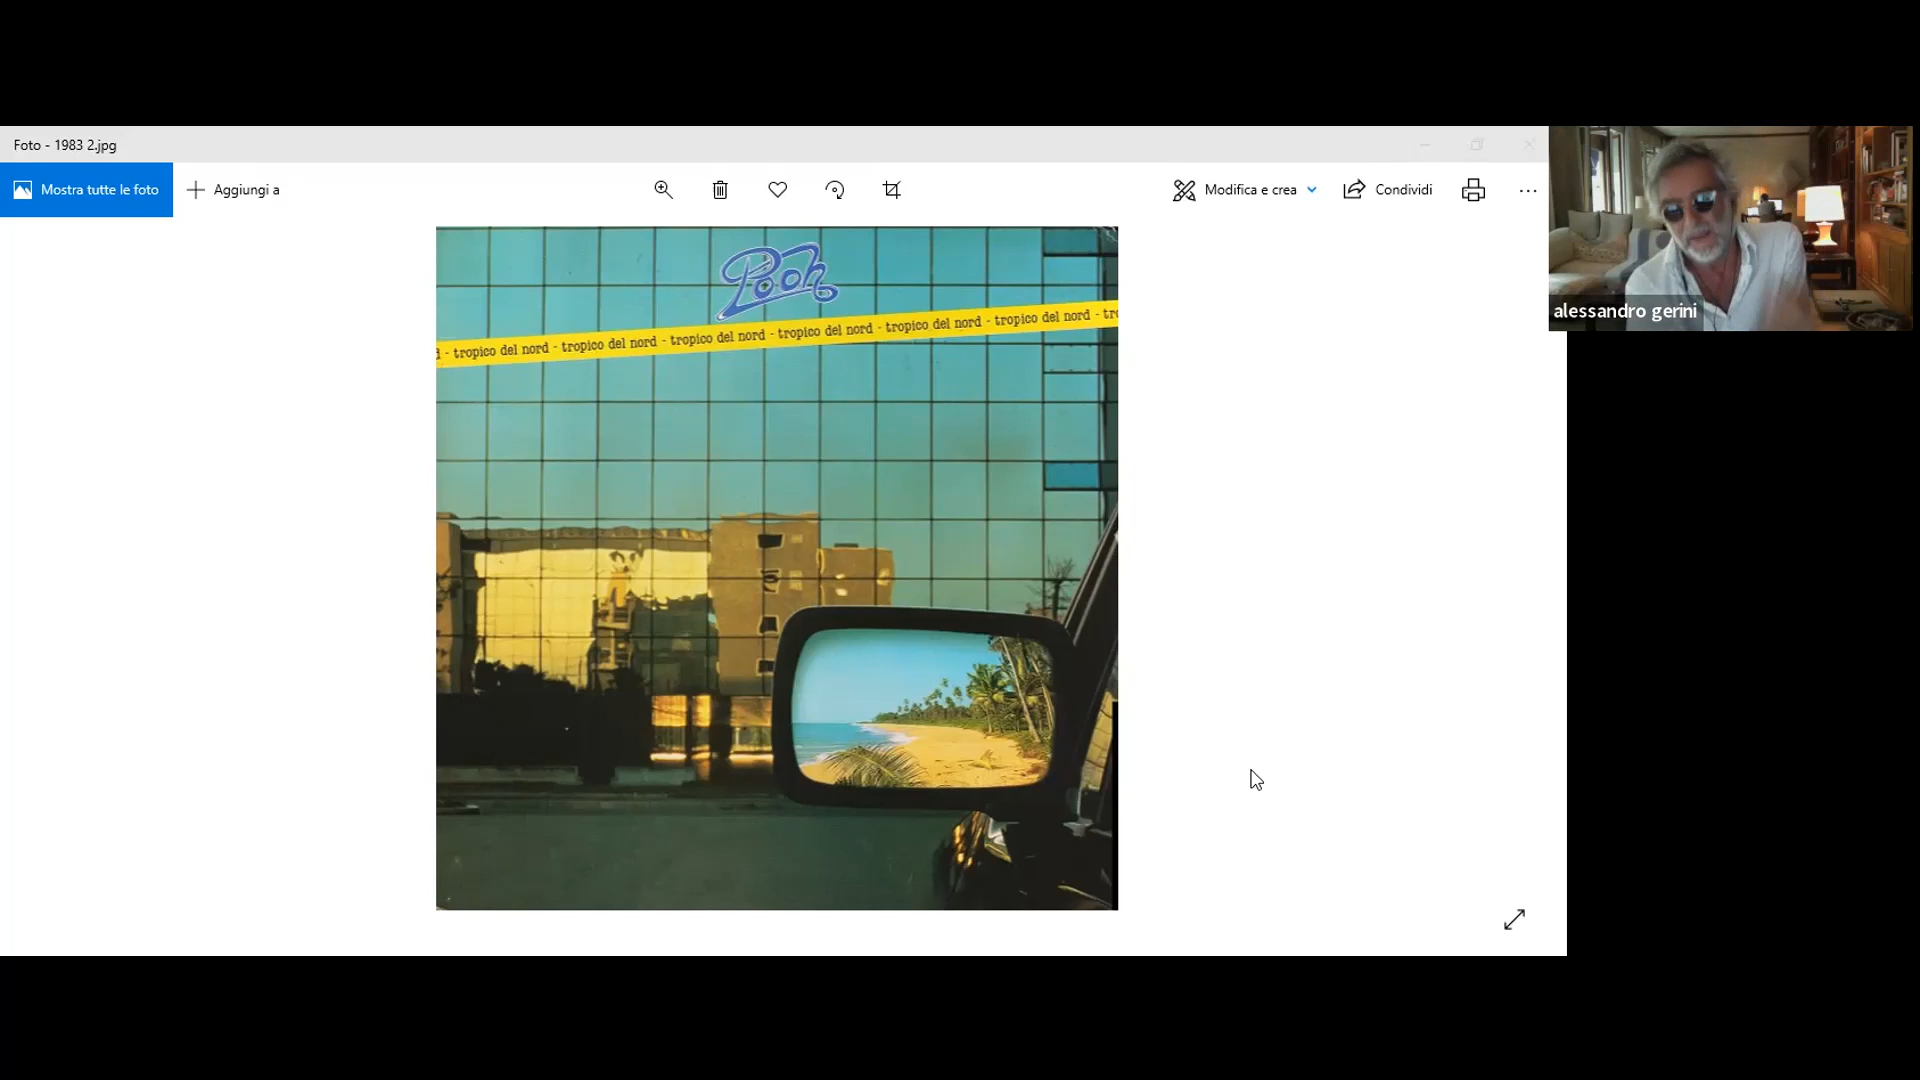 Foto - 1983 2.jpg
Mostra tutte le foto
Aggiungi a
Modifica e crea
Condividi
alessandro gerini
Pooh
- tropico del nord - tropico del nord - tropico del nord - tropico del nord - tropico del nord - tropico del nord -